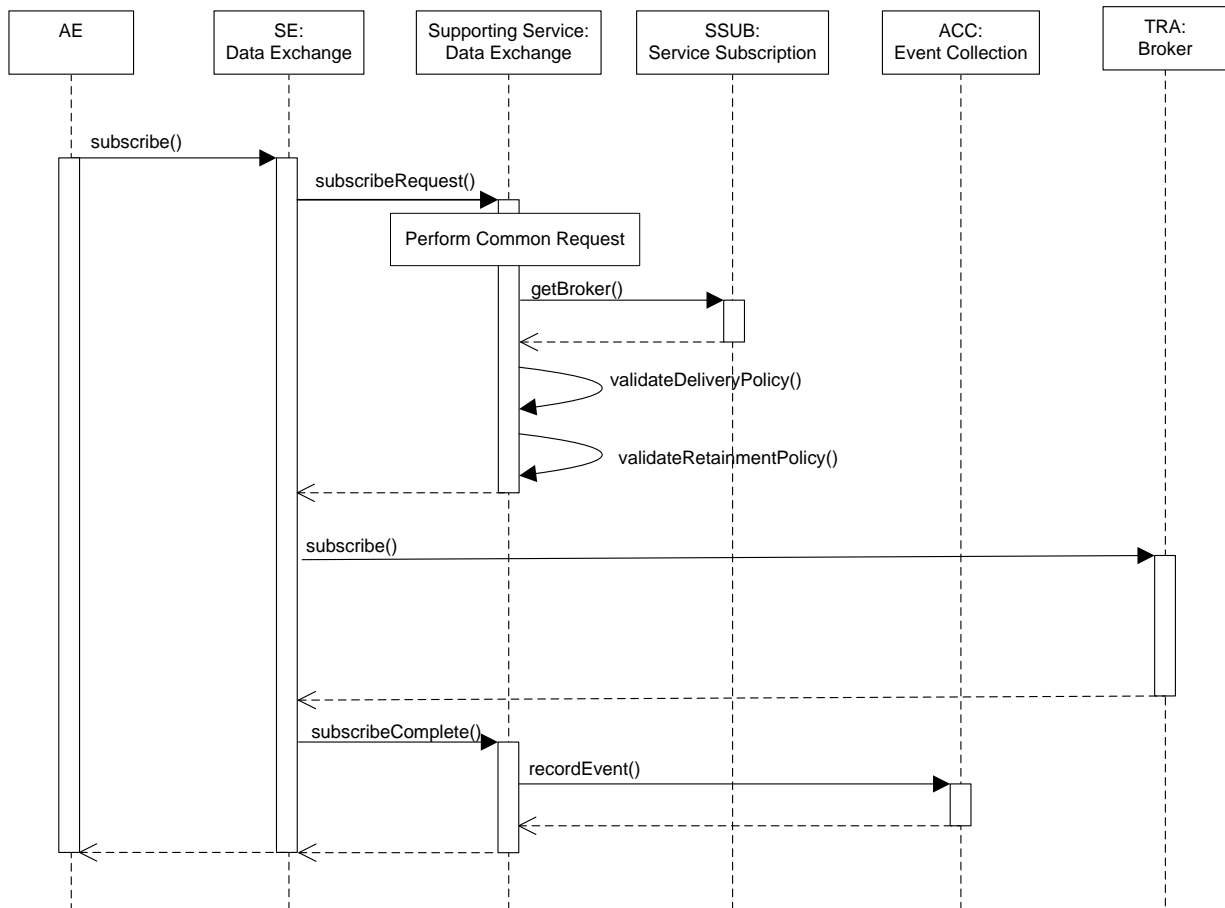 AE
SE:
Data Exchange
Supporting Service:
Data Exchange
SSUB:
Service Subscription
ACC:
Event Collection
TRA:
Broker
subscribe()
subscribeRequest()
Perform Common Request
getBroker()
validateDeliveryPolicy()
validateRetainmentPolicy()
subscribe()
subscribeComplete()
recordEvent()